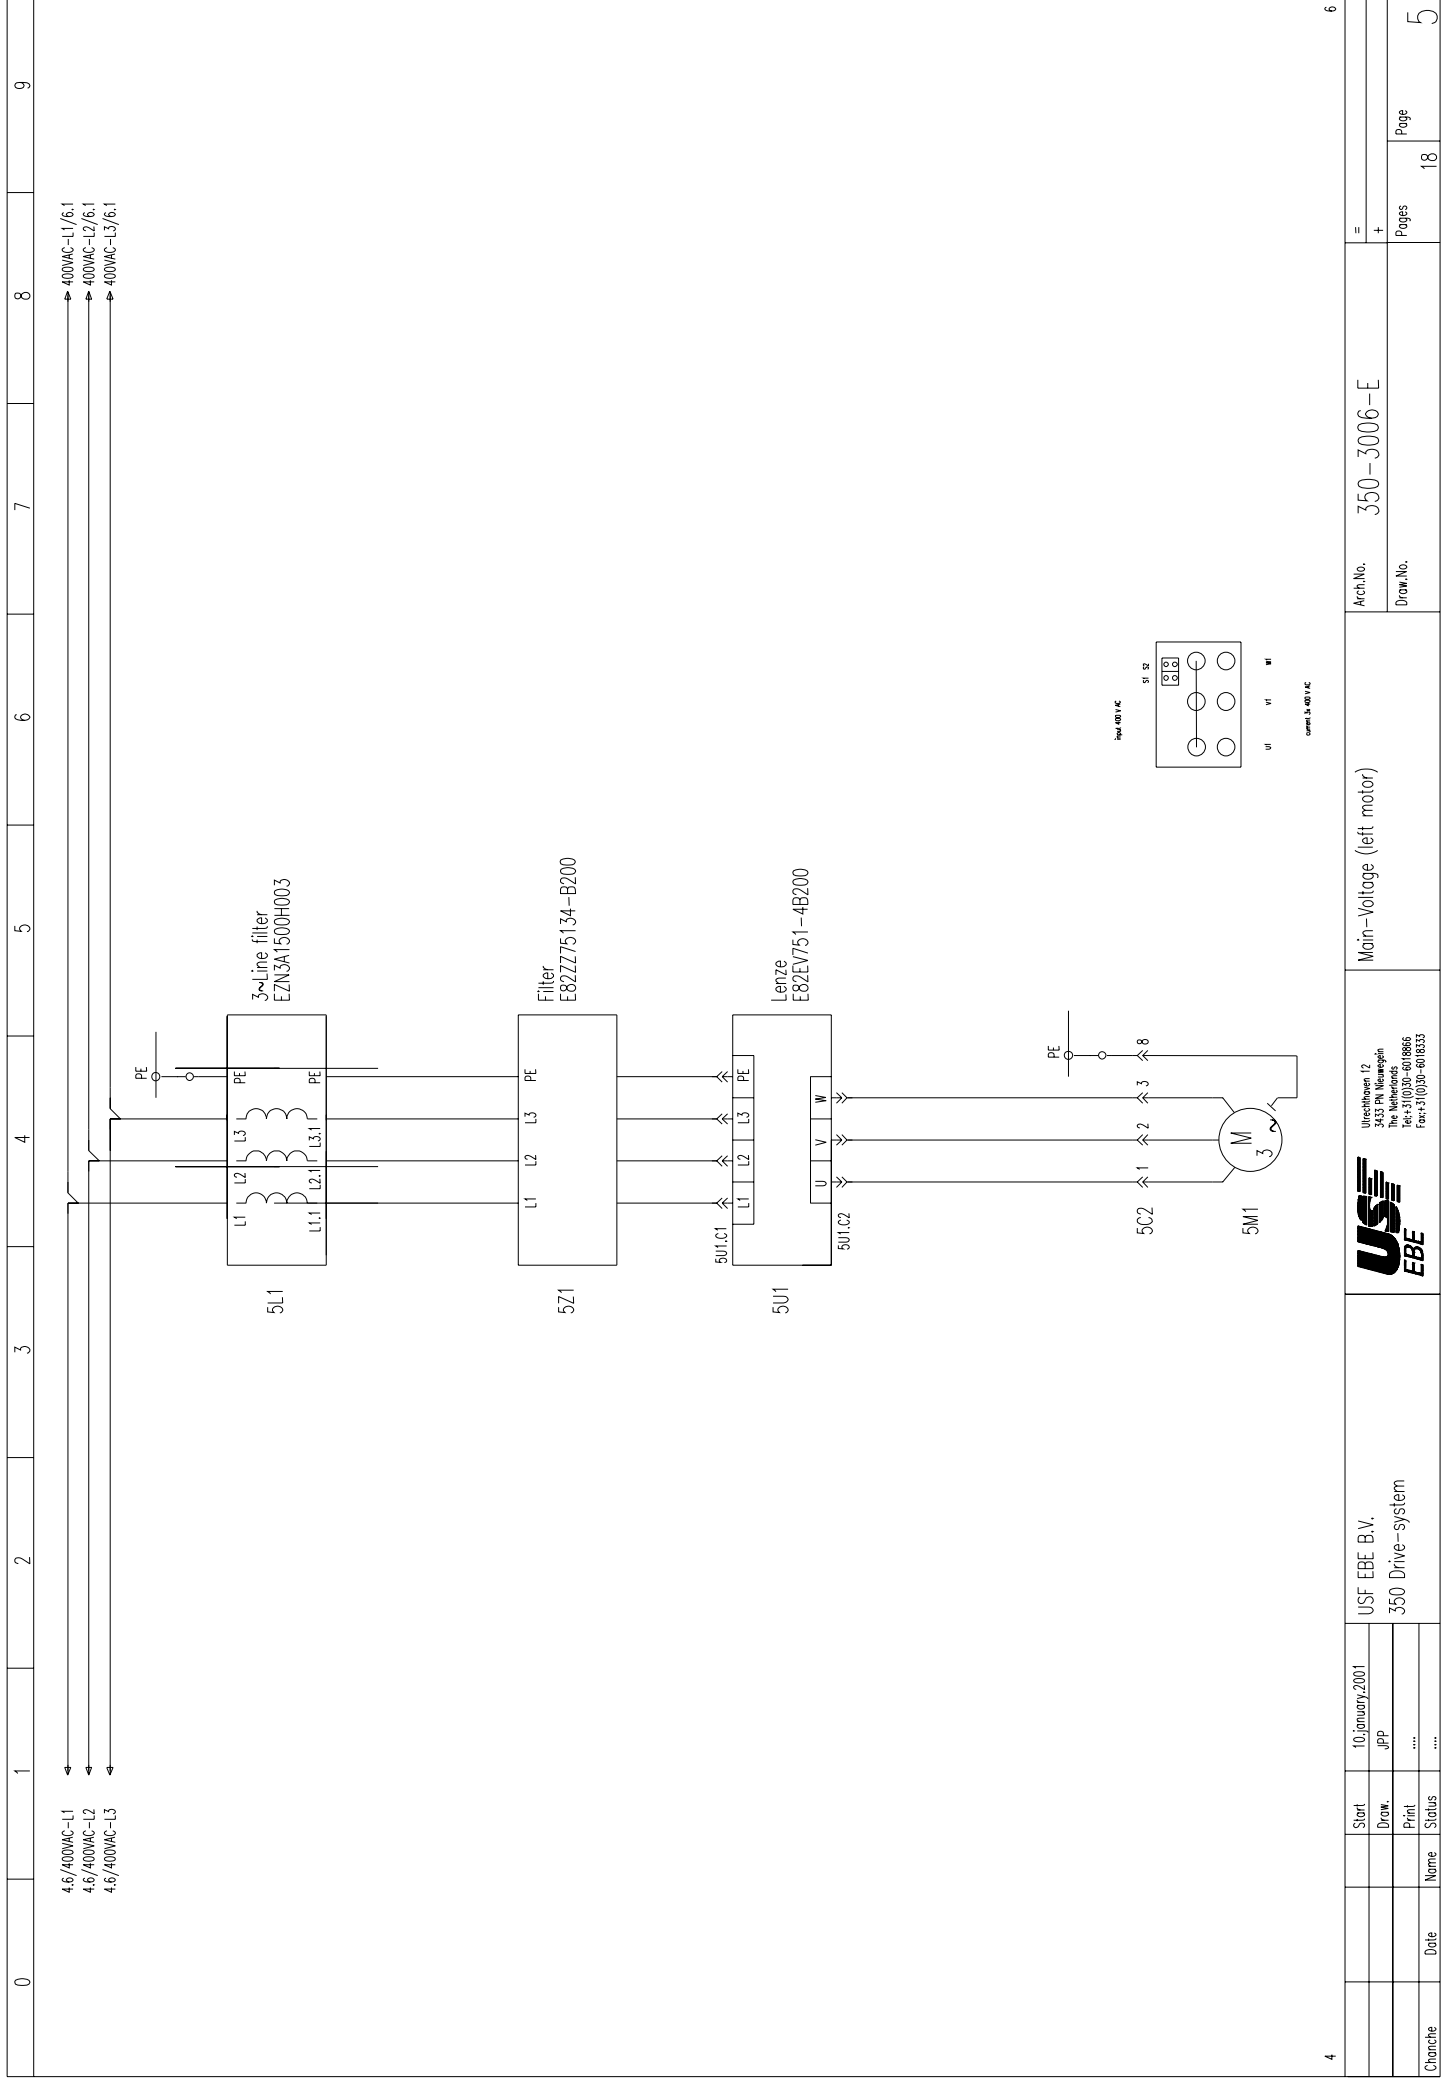 0 1 2 3 4 5 6 7 8 9
4.6/400VAC-L1
4.6/400VAC-L2
4.6/400VAC-L3
400VAC-L1/6.1
400VAC-L2/6.1
400VAC-L3/6.1
PE
L1 L2 L3 PE
5L1
3~Line filter
EZN3A1500H003
L1.1 L2.1 L3.1 PE
L1 L2 L3 PE
5Z1
Filter
E82ZZ75134-B200
5U1.C1
L1 L2 L3 PE
5U1
Lenze
E82EV751-4B200
U V W
5U1.C2
PE
5C2
1 2 3 8
5M1
M
3 ~
input 400 V AC
S1 S2
U1 V1 W1
current 3x 400 V AC
4
6
Chanche
Date
Name
Start
10.january.2001
Draw.
JPP
Print
....
Status
....
USF EBE B.V.
350 Drive-system
USF
EBE
Utrechthaven 12
3433 PN Nieuwegein
The Netherlands
Tel:+31(0)30-6018866
Fax:+31(0)30-6018333
Main-Voltage (left motor)
Arch.No.
350-3006-E
Draw.No.
=
+
Pages
18
Page
5